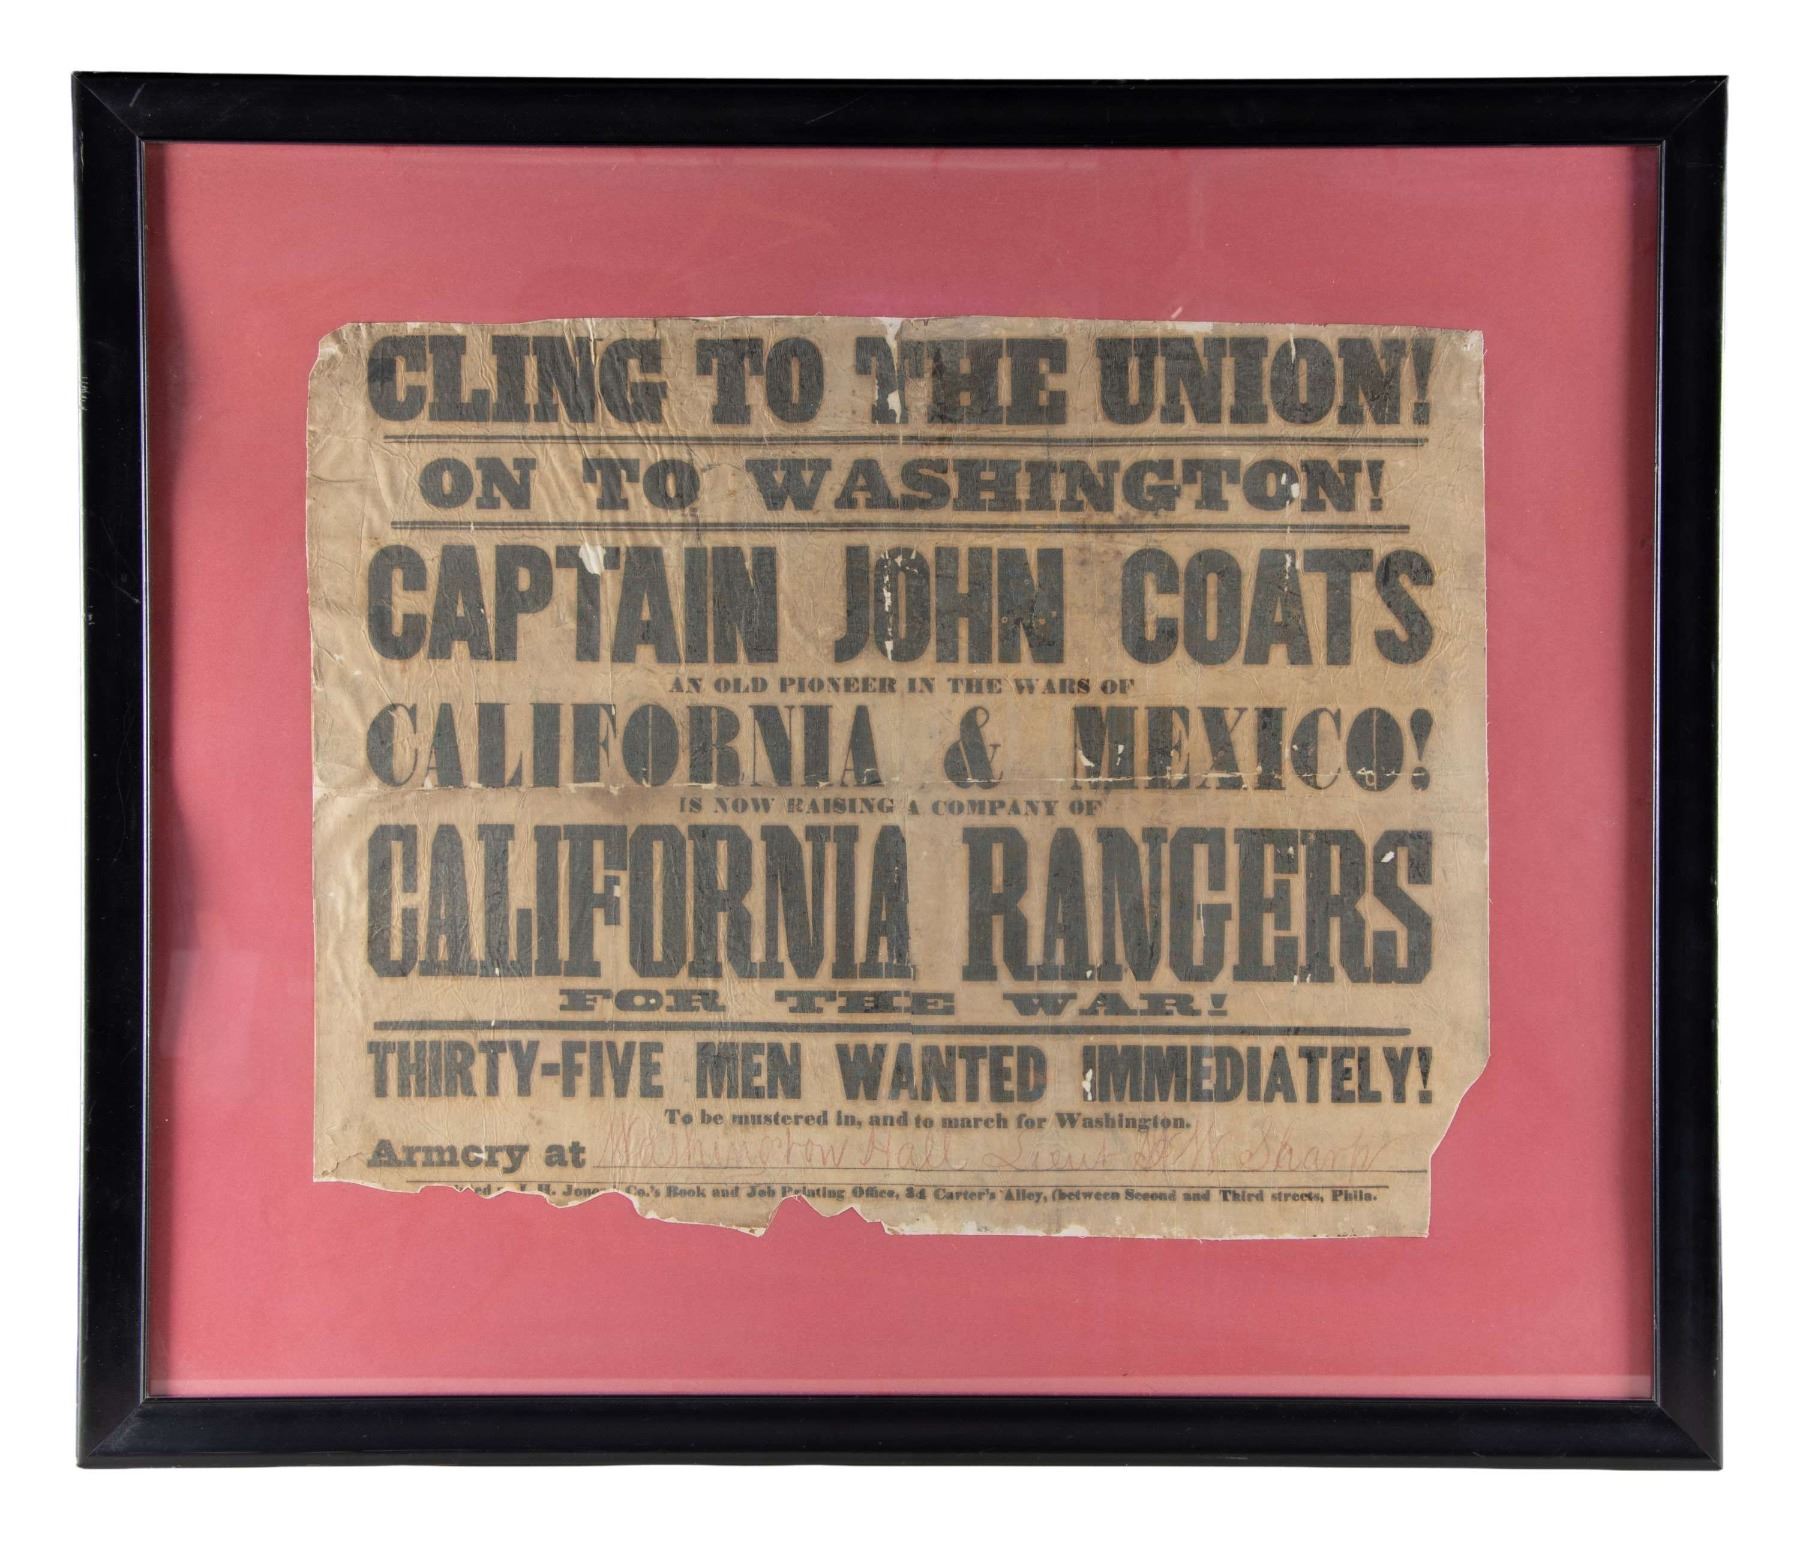 CLING TO THE UNION!
ON TO WASHINGTON!
CAPTAIN JOHN COATS
AN OLD PIONEER IN THE WARS OF
CALIFORNIA & MEXICO!
IS NOW RAISING A COMPANY OF
CALIFORNIA RANGERS
FOR THE WAR!
THIRTY-FIVE MEN WANTED IMMEDIATELY!
To be mustered in, and to march for Washington.
Armory at Washington Hall Lieut W Sharp
H. Jones Co.'s Book and Job Printing Office, 34 Carter's Alley, (between Second and Third streets, Phila.